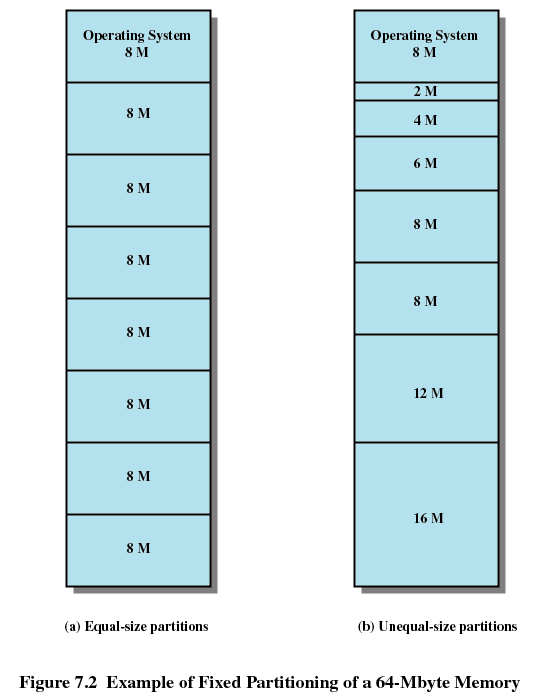 Operating System
8 M
8 M
8 M
8 M
8 M
8 M
8 M
8 M
(a) Equal-size partitions
Operating System
8 M
2 M
4 M
6 M
8 M
8 M
12 M
16 M
(b) Unequal-size partitions
Figure 7.2 Example of Fixed Partitioning of a 64-Mbyte Memory